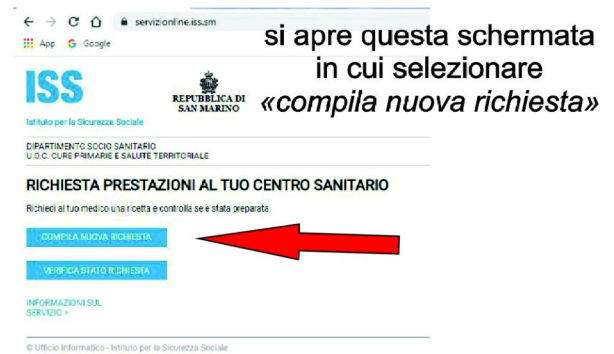 servizionline.iss.sm
App G Google
si apre questa schermata
in cui selezionare
«compila nuova richiesta»
ISS
Istituto per la Sicurezza Sociale
REPUBBLICA DI
SAN MARINO
DIPARTIMENTO SOCIO SANITARIO
U.O.C. CURE PRIMARIE E SALUTE TERRITORIALE
RICHIESTA PRESTAZIONI AL TUO CENTRO SANITARIO
Richiedi al tuo medico una ricetta e controlla se è stata preparata.
COMPILA NUOVA RICHIESTA
VERIFICA STATO RICHIESTA
INFORMAZIONI SUL
SERVIZIO >
© Ufficio Informatico - Istituto per la Sicurezza Sociale